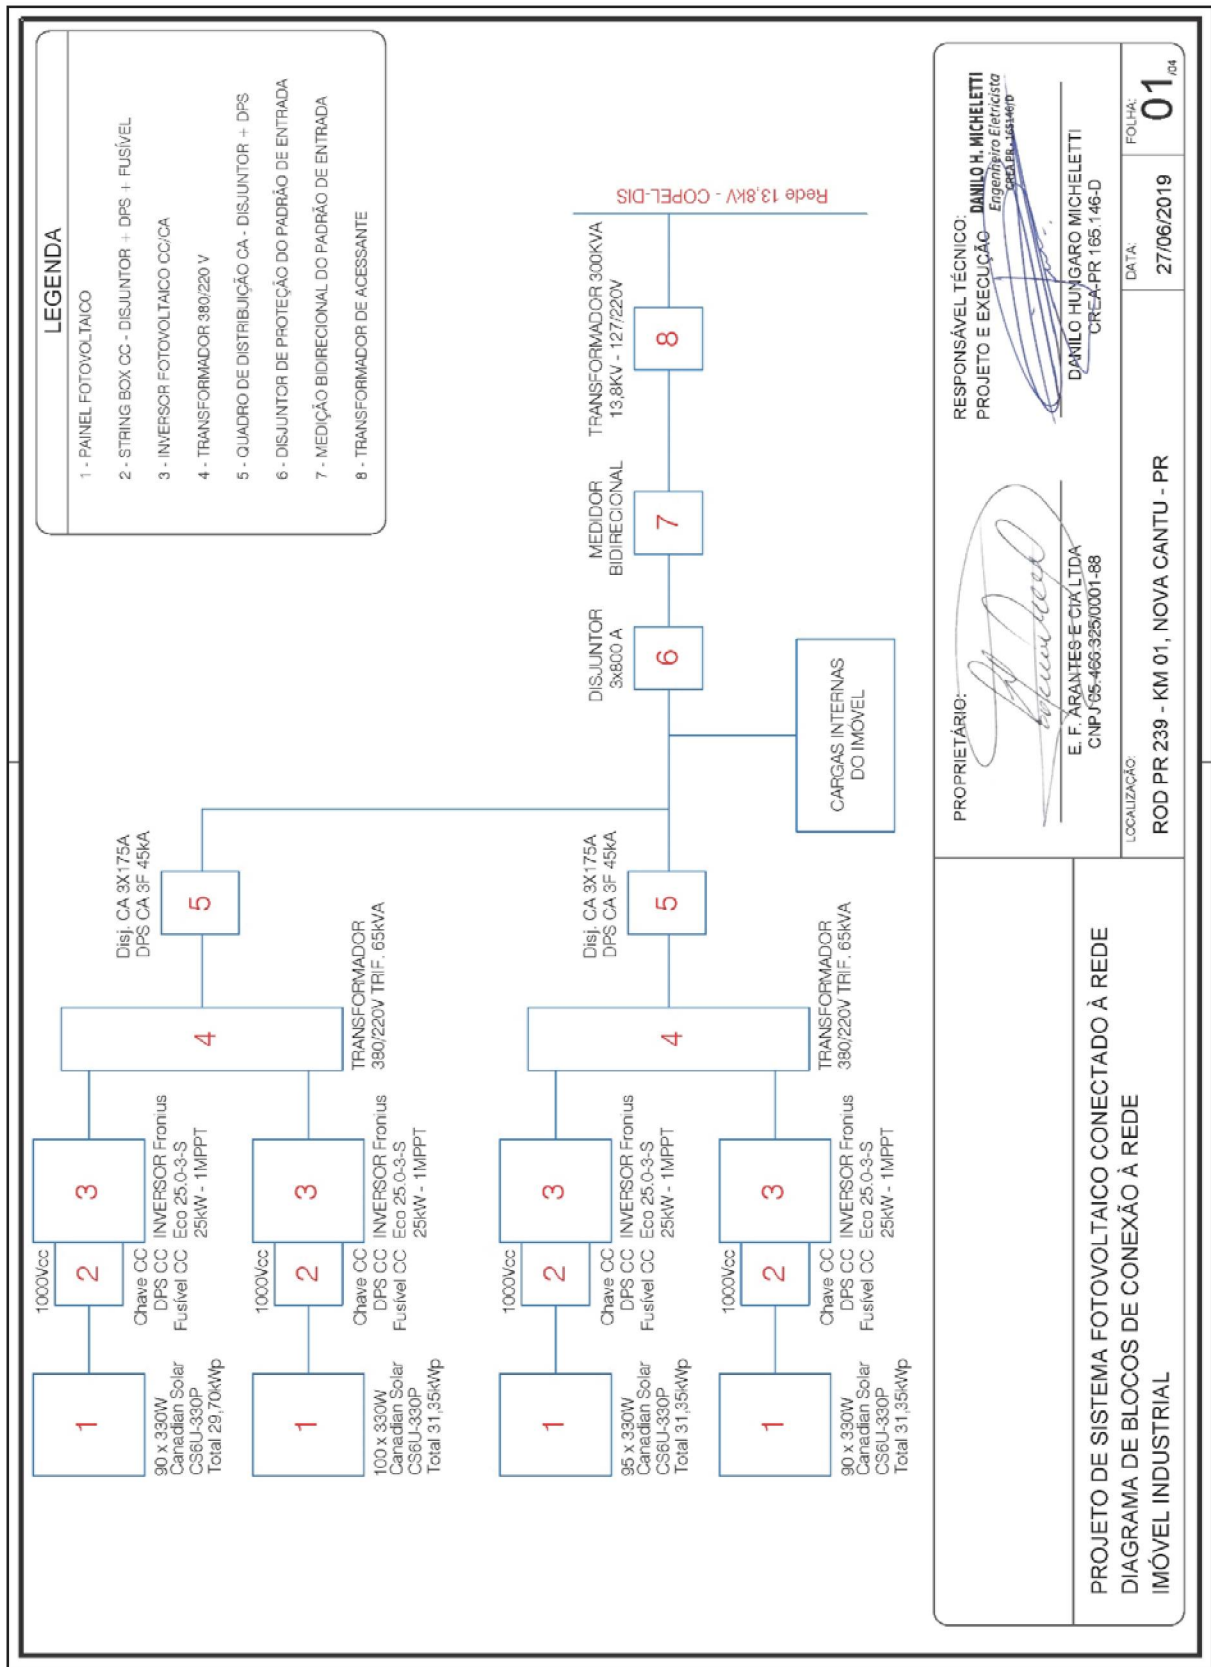 LEGENDA
1 - PAINEL FOTOVOLTAICO
2 - STRING BOX CC - DISJUNTOR + DPS + FUSÍVEL
3 - INVERSOR FOTOVOLTAICO CC/CA
4 - TRANSFORMADOR 380/220 V
5 - QUADRO DE DISTRIBUIÇÃO CA - DISJUNTOR + DPS
6 - DISJUNTOR DE PROTEÇÃO DO PADRÃO DE ENTRADA
7 - MEDIÇÃO BIDIRECIONAL DO PADRÃO DE ENTRADA
8 - TRANSFORMADOR DE ACESSANTE
1
90 x 330W
Canadian Solar
CS6U-330P
Total 29,70kWp
1000Vcc
2
Chave CC
DPS CC
Fusível CC
3
INVERSOR Fronius
Eco 25.0-3-S
25kW - 1MPPT
1
100 x 330W
Canadian Solar
CS6U-330P
Total 31,35kWp
1000Vcc
2
Chave CC
DPS CC
Fusível CC
3
INVERSOR Fronius
Eco 25.0-3-S
25kW - 1MPPT
4
TRANSFORMADOR
380/220V TRIF. 65kVA
Disj. CA 3X175A
DPS CA 3F 45kA
5
1
95 x 330W
Canadian Solar
CS6U-330P
Total 31,35kWp
1000Vcc
2
Chave CC
DPS CC
Fusível CC
3
INVERSOR Fronius
Eco 25.0-3-S
25kW - 1MPPT
1
90 x 330W
Canadian Solar
CS6U-330P
Total 31,35kWp
1000Vcc
2
Chave CC
DPS CC
Fusível CC
3
INVERSOR Fronius
Eco 25.0-3-S
25kW - 1MPPT
4
TRANSFORMADOR
380/220V TRIF. 65kVA
Disj. CA 3X175A
DPS CA 3F 45kA
5
CARGAS INTERNAS
DO IMÓVEL
DISJUNTOR
3x800 A
6
MEDIDOR
BIDIRECIONAL
7
TRANSFORMADOR 300KVA
13,8KV - 127/220V
8
Rede 13,8kV - COPEL-DIS
PROJETO DE SISTEMA FOTOVOLTAICO CONECTADO À REDE
DIAGRAMA DE BLOCOS DE CONEXÃO À REDE
IMÓVEL INDUSTRIAL
PROPRIETÁRIO:
E. F. ARANTES E CIA LTDA
CNPJ 05.466.325/0001-88
RESPONSÁVEL TÉCNICO:
PROJETO E EXECUÇÃO
DANILO H. MICHELETTI
Engenheiro Eletricista
CREA PR - 165146/D
DANILO HUNGARO MICHELETTI
CREA-PR 165.146-D
LOCALIZAÇÃO:
ROD PR 239 - KM 01, NOVA CANTU - PR
DATA:
27/06/2019
FOLHA:
01/04